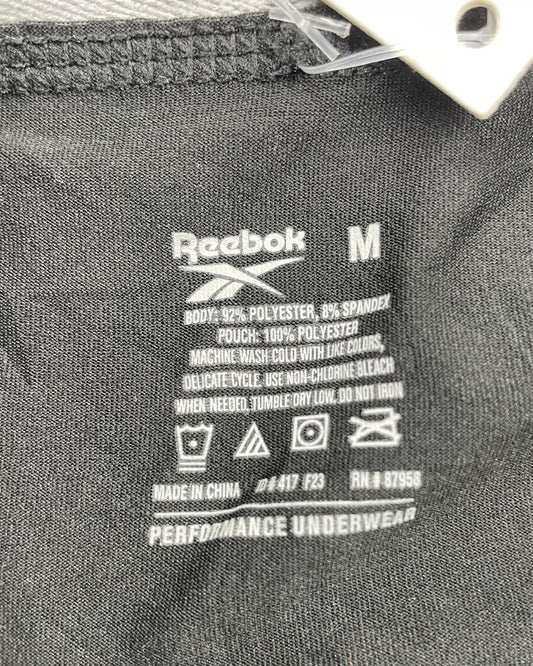 Reebok M
BODY: 92% POLYESTER, 8% SPANDEX
POUCH: 100% POLYESTER
MACHINE WASH COLD WITH LIKE COLORS,
DELICATE CYCLE, USE NON-CHLORINE BLEACH
WHEN NEEDED, TUMBLE DRY LOW, DO NOT IRON
MADE IN CHINA ID# 417 F23 RN # 87958
PERFORMANCE UNDERWEAR